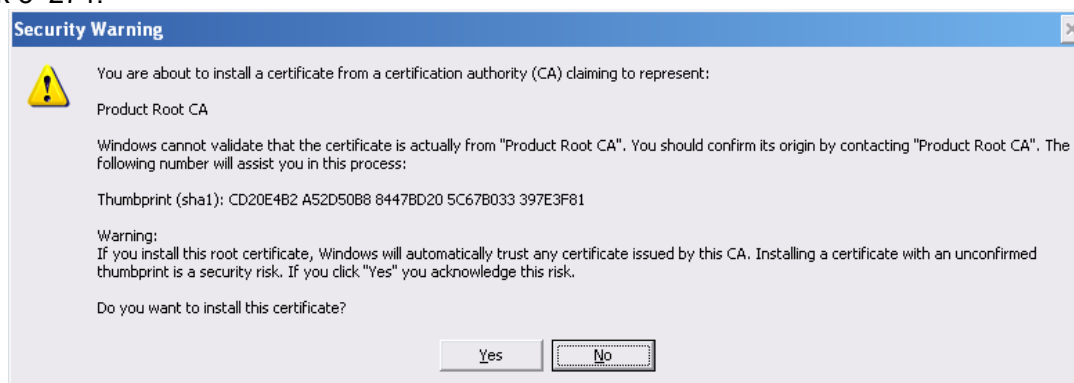 Security Warning
You are about to install a certificate from a certification authority (CA) claiming to represent:
Product Root CA
Windows cannot validate that the certificate is actually from "Product Root CA". You should confirm its origin by contacting "Product Root CA". The
following number will assist you in this process:
Thumbprint (sha1): CD20E4B2 A52D50B8 8447BD20 5C67B033 397E3F81
Warning:
If you install this root certificate, Windows will automatically trust any certificate issued by this CA. Installing a certificate with an unconfirmed
thumbprint is a security risk. If you click "Yes" you acknowledge this risk.
Do you want to install this certificate?
Yes No